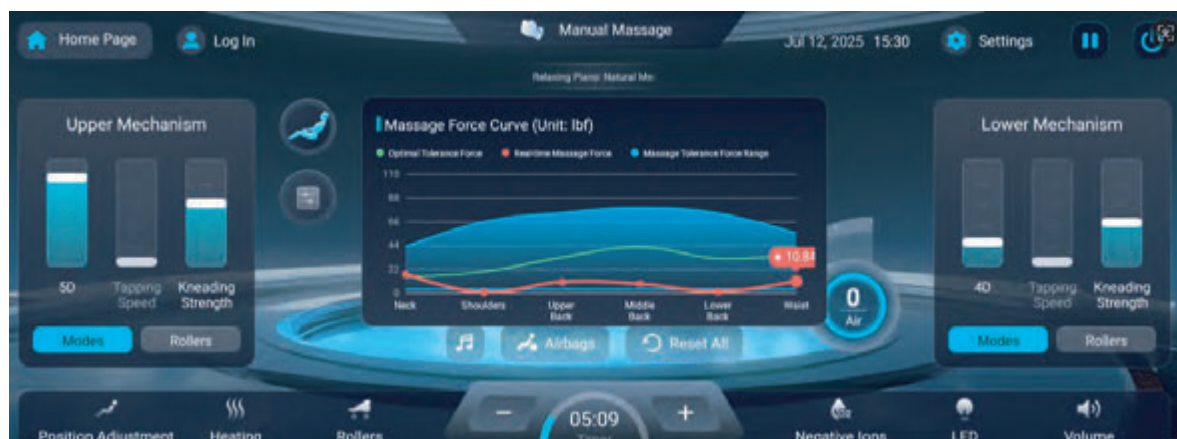 Home Page
Log In
Manual Massage
Jul 12, 2025 15:30
Settings
Relaxing Piano: Natural Me
Upper Mechanism
5D
Tapping
Speed
Kneading
Strength
Modes
Rollers
Massage Force Curve (Unit: lbf)
Optimal Tolerance Force
Real-time Massage Force
Massage Tolerance Force Range
110
88
66
44
22
0
10.84
Neck
Shoulders
Upper
Back
Middle
Back
Lower
Back
Waist
0
Air
Airbags
Reset All
Lower Mechanism
4D
Tapping
Speed
Kneading
Strength
Modes
Rollers
Position Adjustment
Heating
Rollers
−
05:09
Timer
+
Negative Ions
LED
Volume